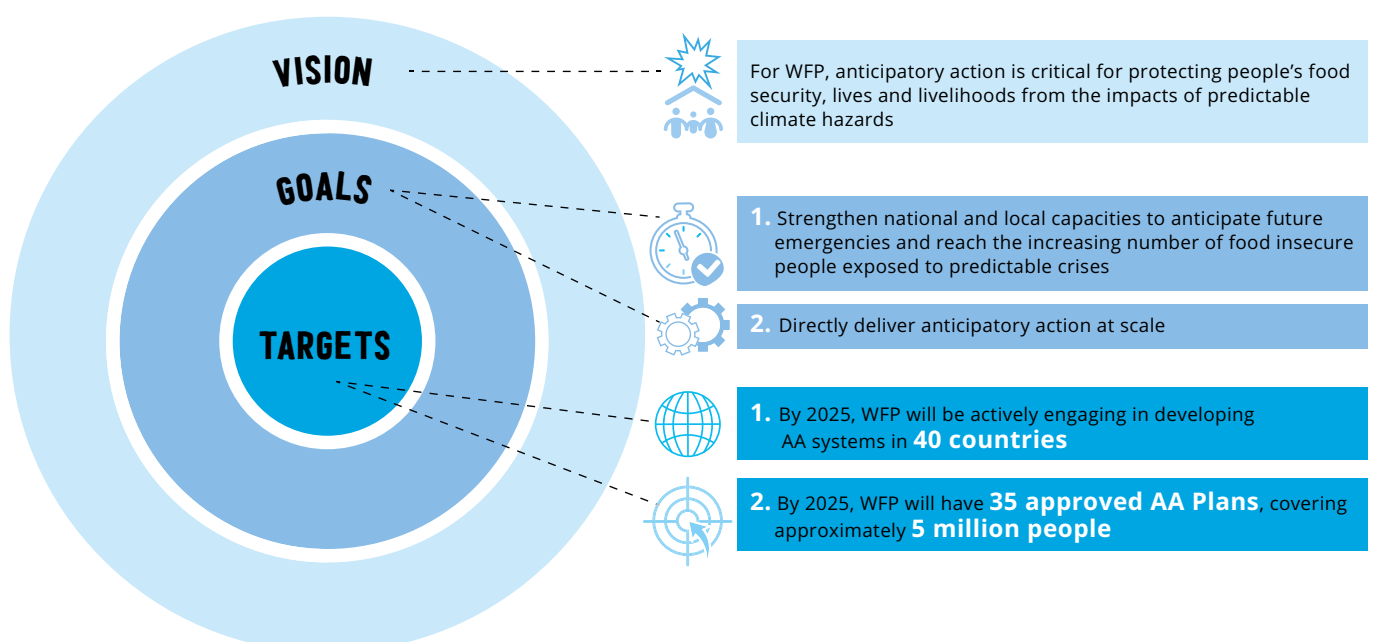 VISION
For WFP, anticipatory action is critical for protecting people's food
security, lives and livelihoods from the impacts of predictable
climate hazards
GOALS
1. Strengthen national and local capacities to anticipate future
emergencies and reach the increasing number of food insecure
people exposed to predictable crises
2. Directly deliver anticipatory action at scale
TARGETS
1. By 2025, WFP will be actively engaging in developing
AA systems in 40 countries
2. By 2025, WFP will have 35 approved AA Plans, covering
approximately 5 million people